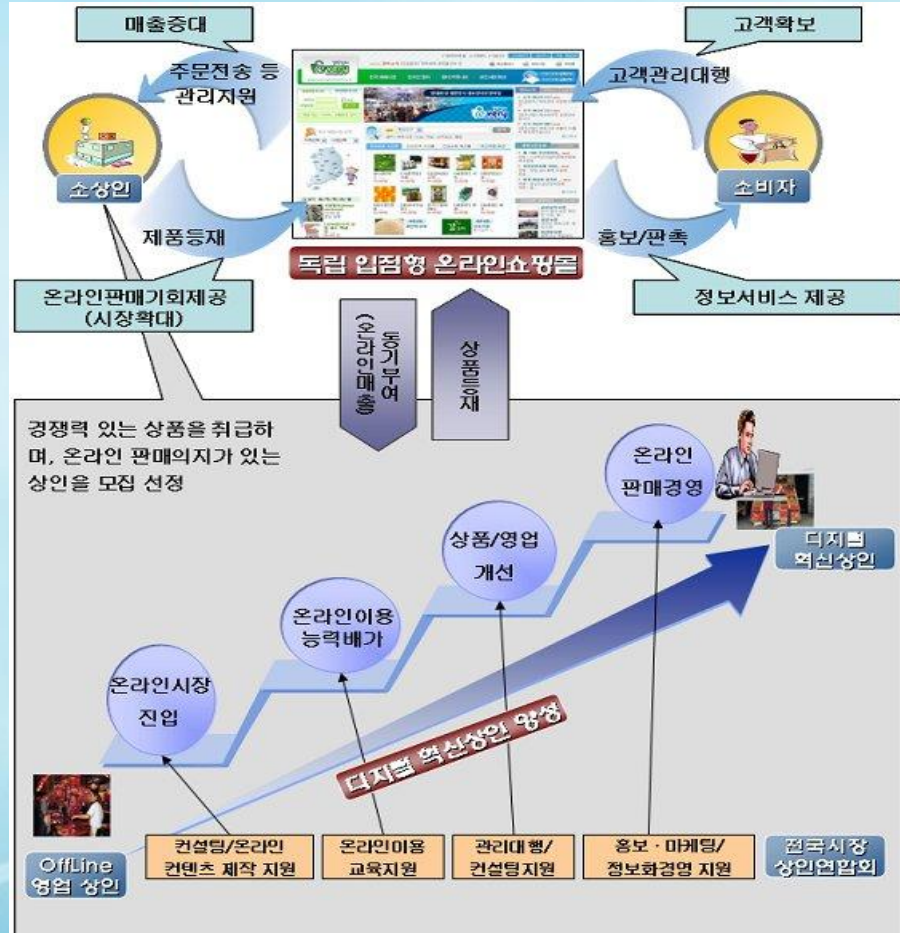 매출증대
고객확보
주문전송 등
관리지원
고객관리대행
소상인
소비자
제품등재
홍보/판촉
독립 입점형 온라인쇼핑몰
온라인판매기회제공
(시장확대)
정보서비스 제공
동기부여
(온라인매출)
상품등재
경쟁력 있는 상품을 취급하
며, 온라인 판매의지가 있는
상인을 모집 선정
온라인
판매경영
디지털
혁신상인
상품/영업
개선
온라인이용
능력배가
온라인시장
진입
디지털 혁신상인 양성
OffLine
영업 상인
컨설팅/온라인
컨텐츠 제작 지원
온라인이용
교육지원
관리대행/
컨설팅지원
홍보·마케팅/
정보화경영 지원
전국시장
상인연합회